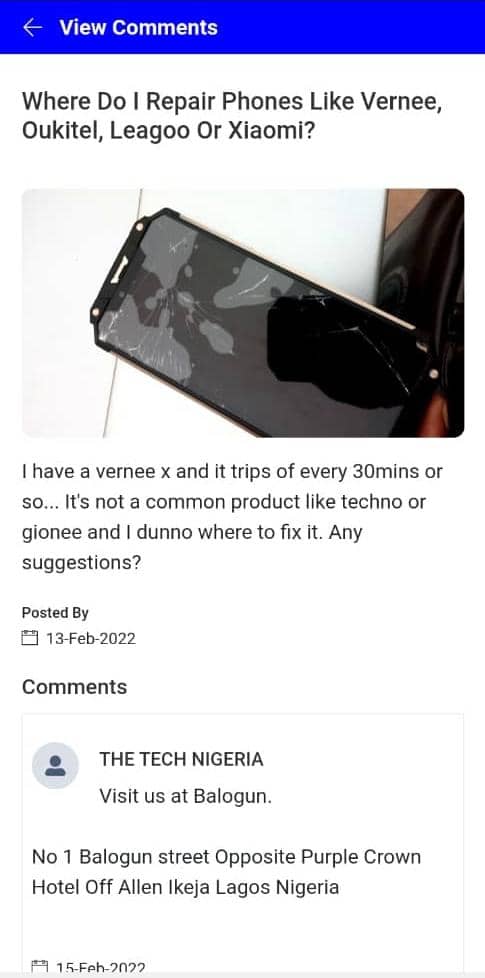 View Comments
Where Do I Repair Phones Like Vernee,
Oukitel, Leagoo Or Xiaomi?
I have a vernee x and it trips of every 30mins or
so... It's not a common product like techno or
gionee and I dunno where to fix it. Any
suggestions?
Posted By
13-Feb-2022
Comments
THE TECH NIGERIA
Visit us at Balogun.
No 1 Balogun street Opposite Purple Crown
Hotel Off Allen Ikeja Lagos Nigeria
15-Feb-2022